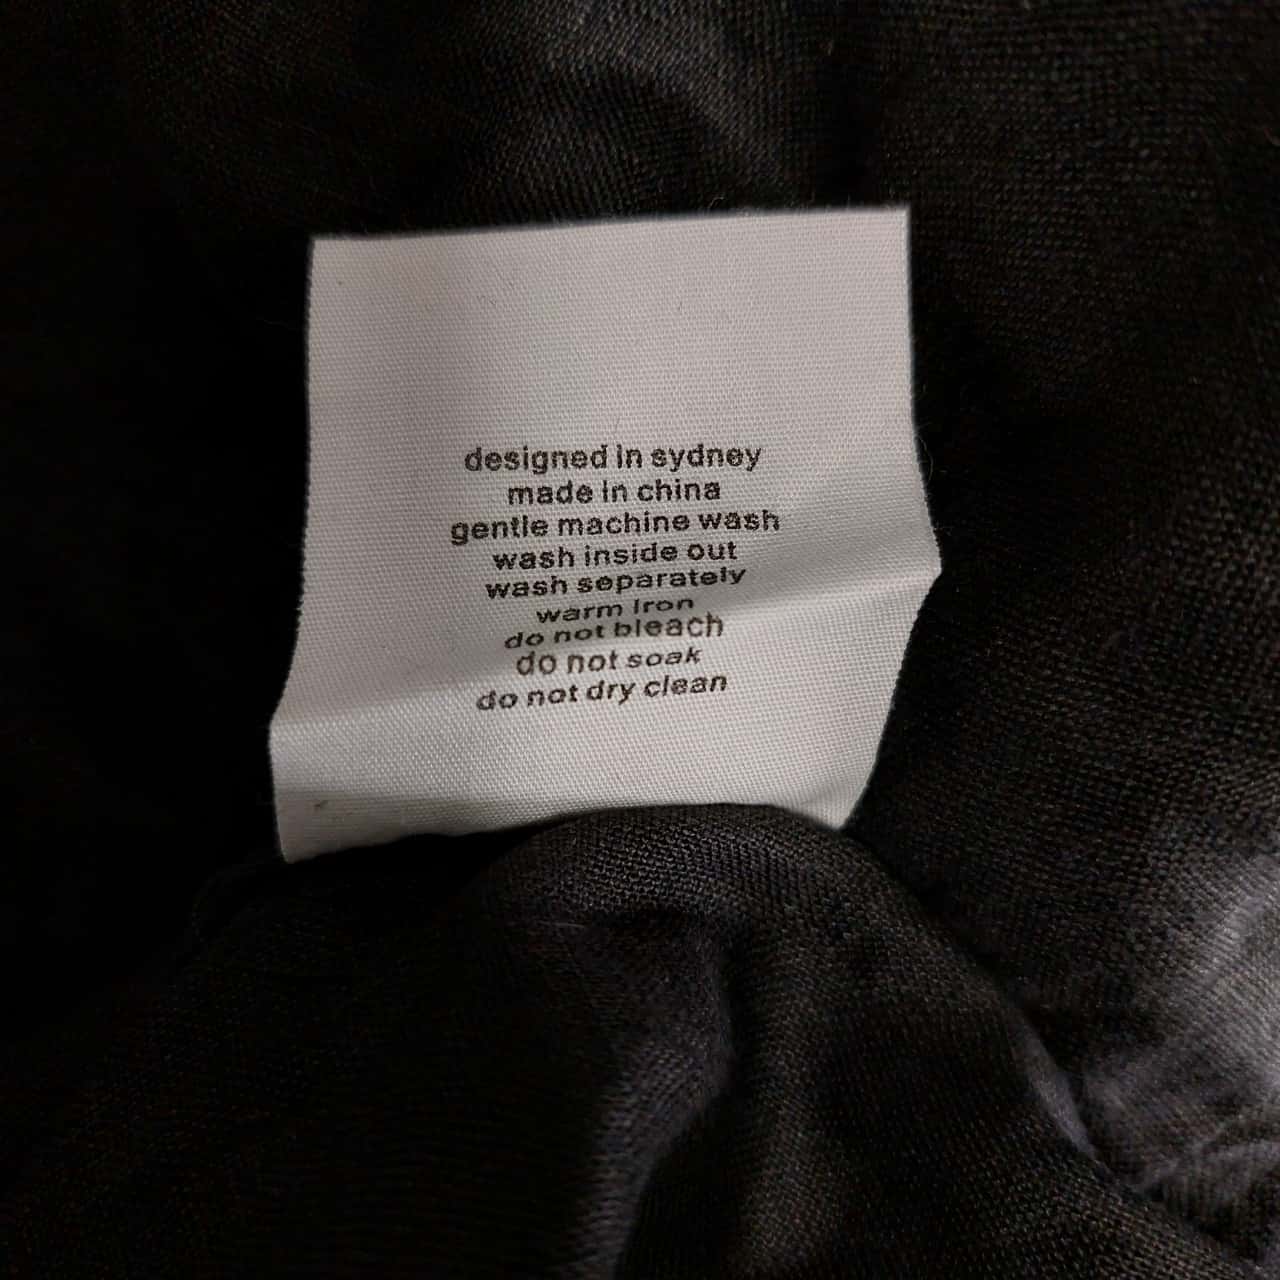 designed in sydney
made in china
gentle machine wash
wash inside out
wash separately
warm iron
do not bleach
do not soak
do not dry clean